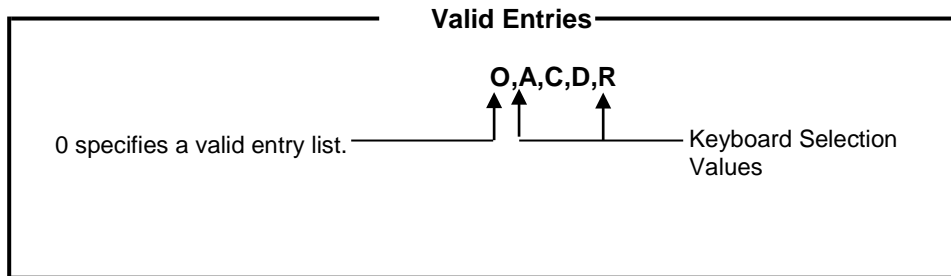 Valid Entries
O,A,C,D,R
0 specifies a valid entry list.
Keyboard Selection
Values